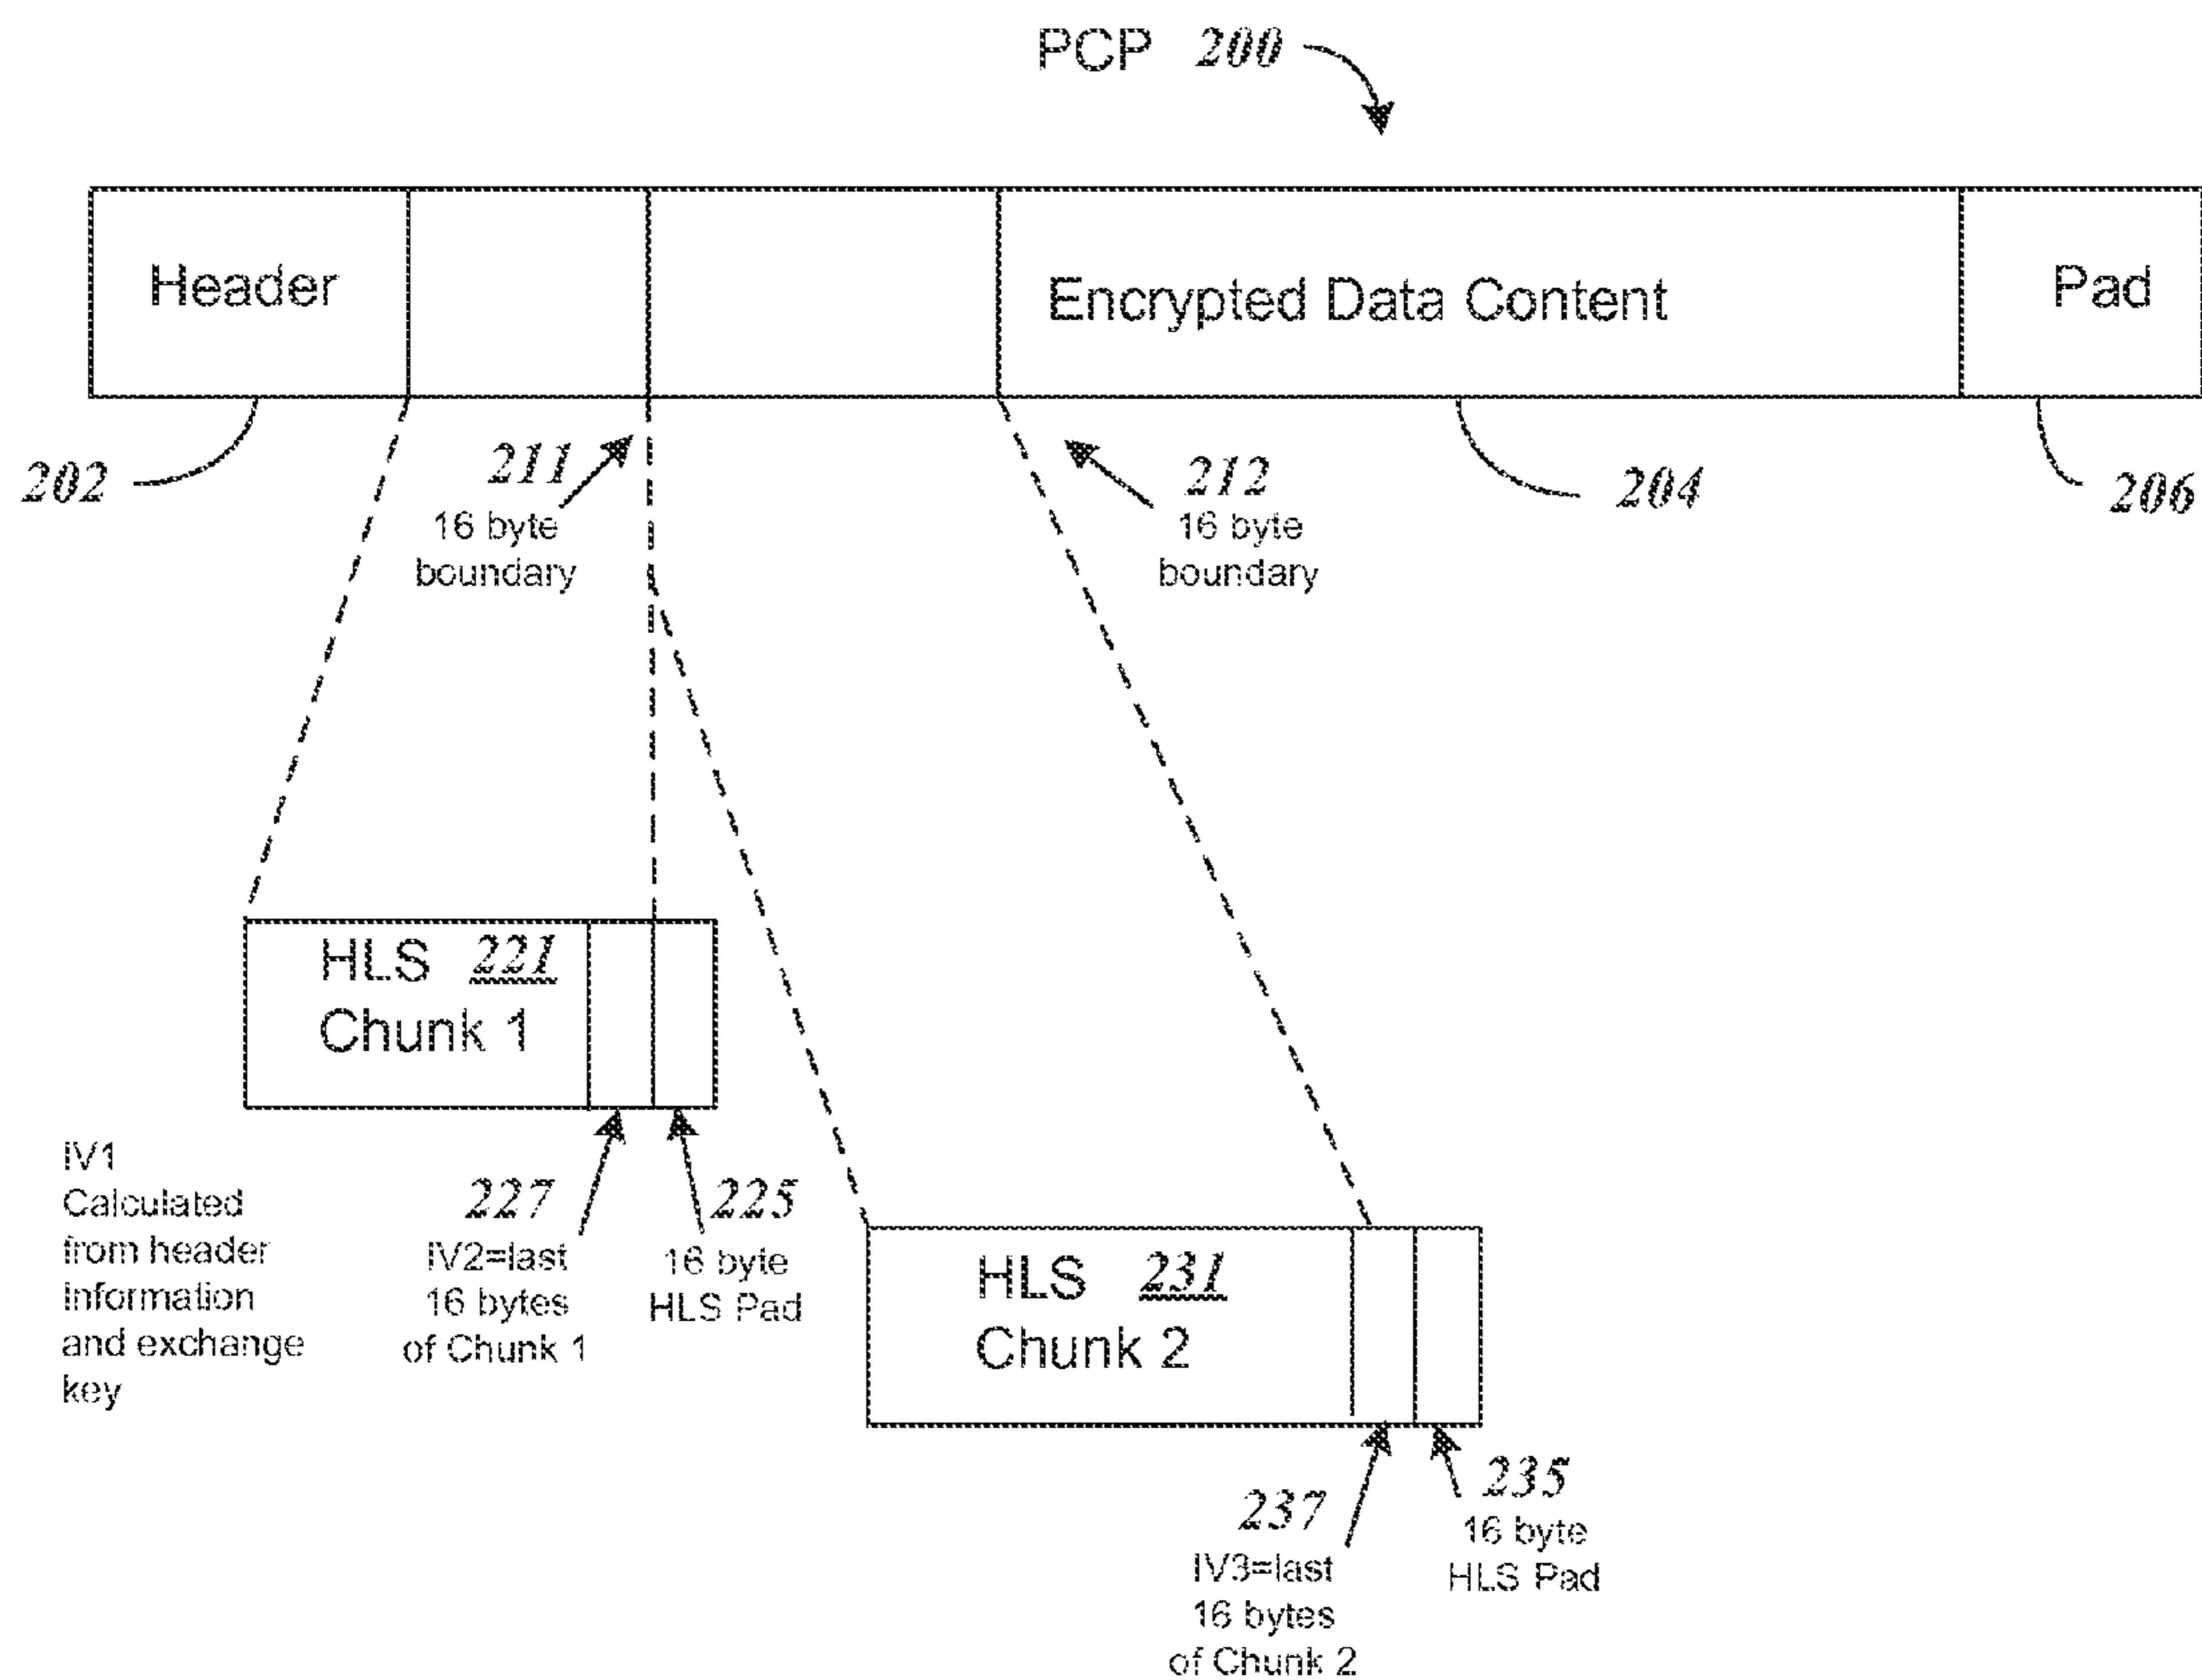 PCP 200
Header
Encrypted Data Content
Pad
202
211
16 byte
boundary
212
16 byte
boundary
204
206
HLS 221
Chunk 1
IV1
Calculated
from header
information
and exchange
key
227
IV2=last
16 bytes
of Chunk 1
225
16 byte
HLS Pad
HLS 231
Chunk 2
237
IV3=last
16 bytes
of Chunk 2
235
16 byte
HLS Pad